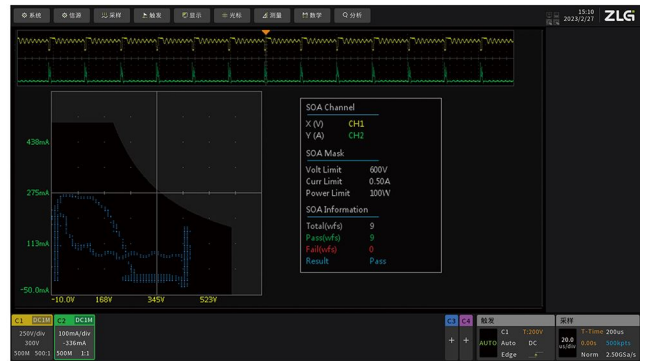 系统 信源 采样 触发 显示 光标 测量 数学 分析
15:10
2023/2/27
ZLG
SOA Channel
X (V) CH1
Y (A) CH2
SOA Mask
Volt Limit 600V
Curr Limit 0.50A
Power Limit 100W
SOA Information
Total(wfs) 9
Pass(wfs) 9
Fail(wfs) 0
Result Pass
438mA
275mA
113mA
-50.0mA
-10.0V 168V 345V 523V
C1 DC1M
250V/div
300V
500M 500:1
C2 DC1M
100mA/div
-336mA
500M 1:1
C3 C4
+ +
触发
C1 T:200V
AUTO Auto DC
Edge
采样
20.0 us/div
T-Time 200us
0.00s 500kpts
Norm 2.50GSa/s